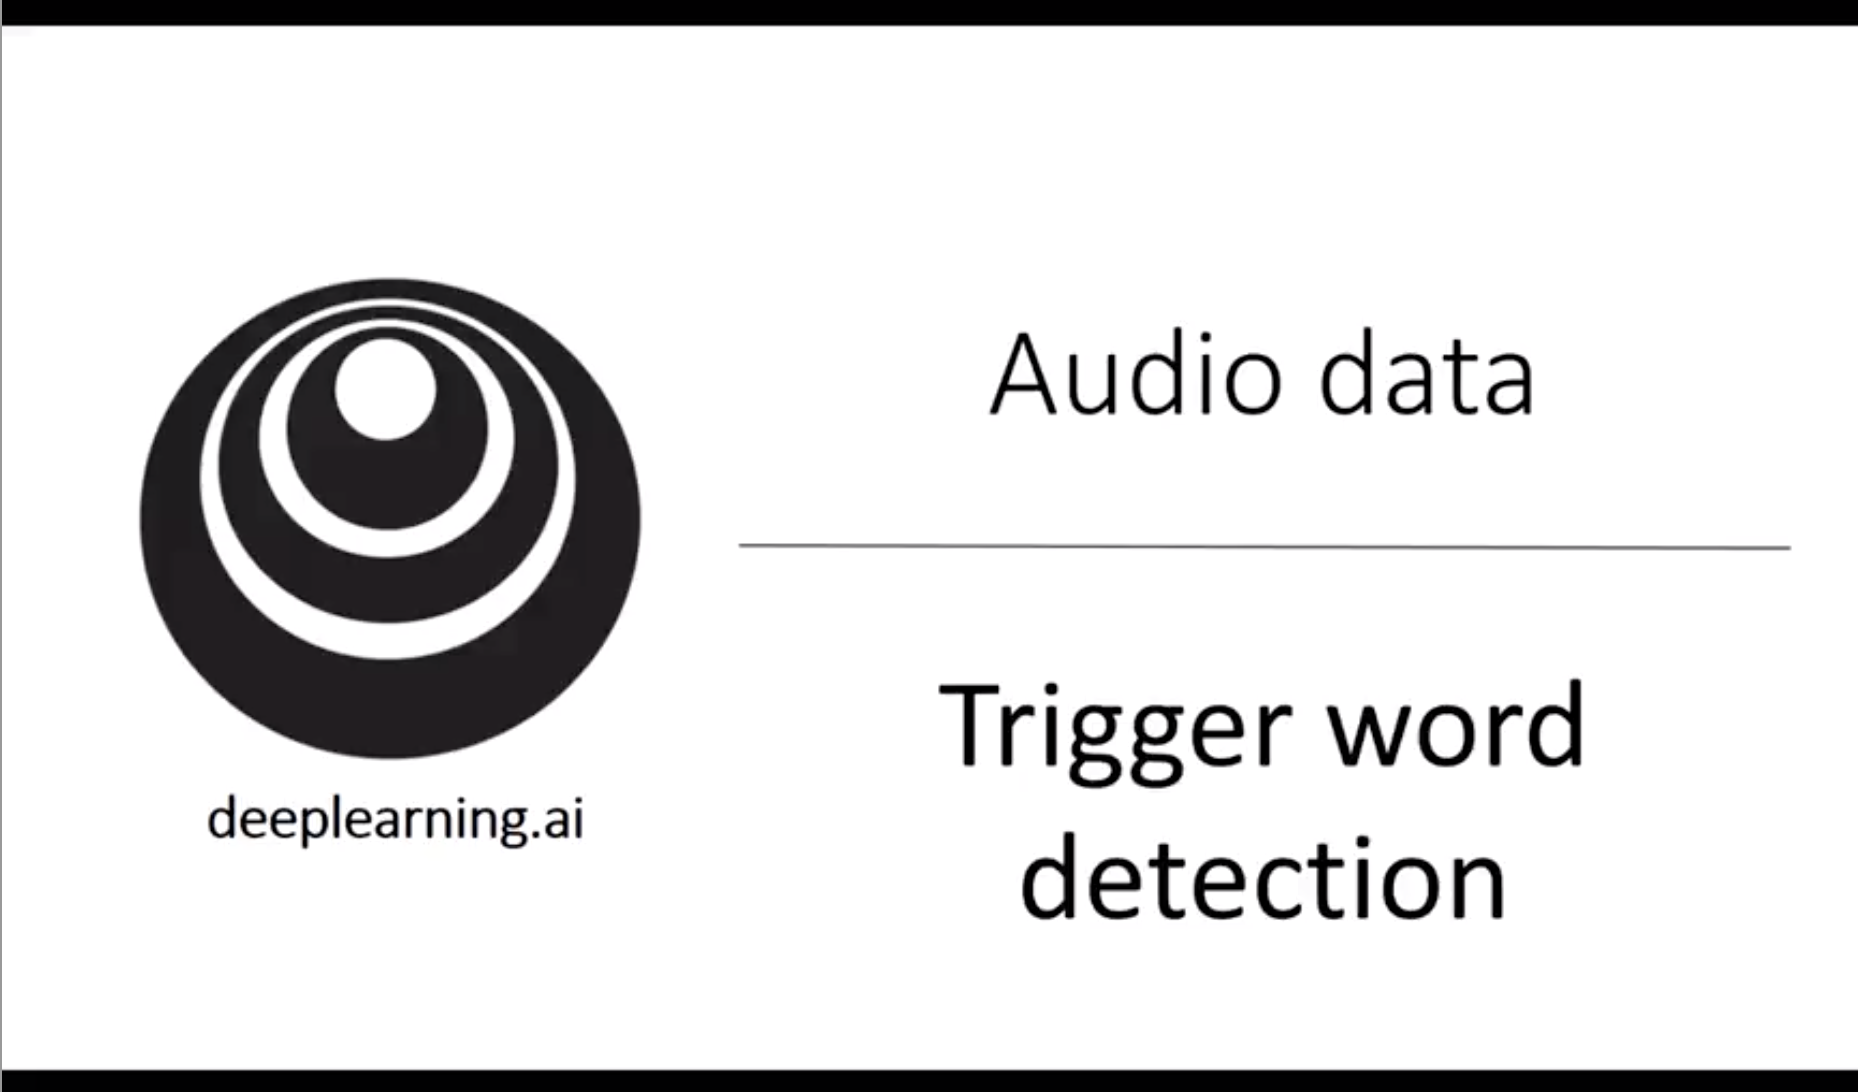 Audio data
Trigger word
detection
deeplearning.ai